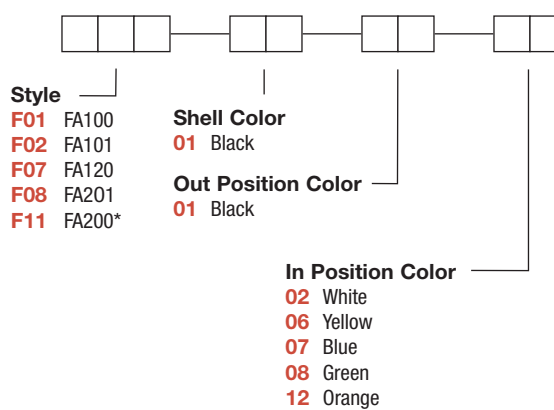 Style
F01 FA100
F02 FA101
F07 FA120
F08 FA201
F11 FA200*
Shell Color
01 Black
Out Position Color
01 Black
In Position Color
02 White
06 Yellow
07 Blue
08 Green
12 Orange